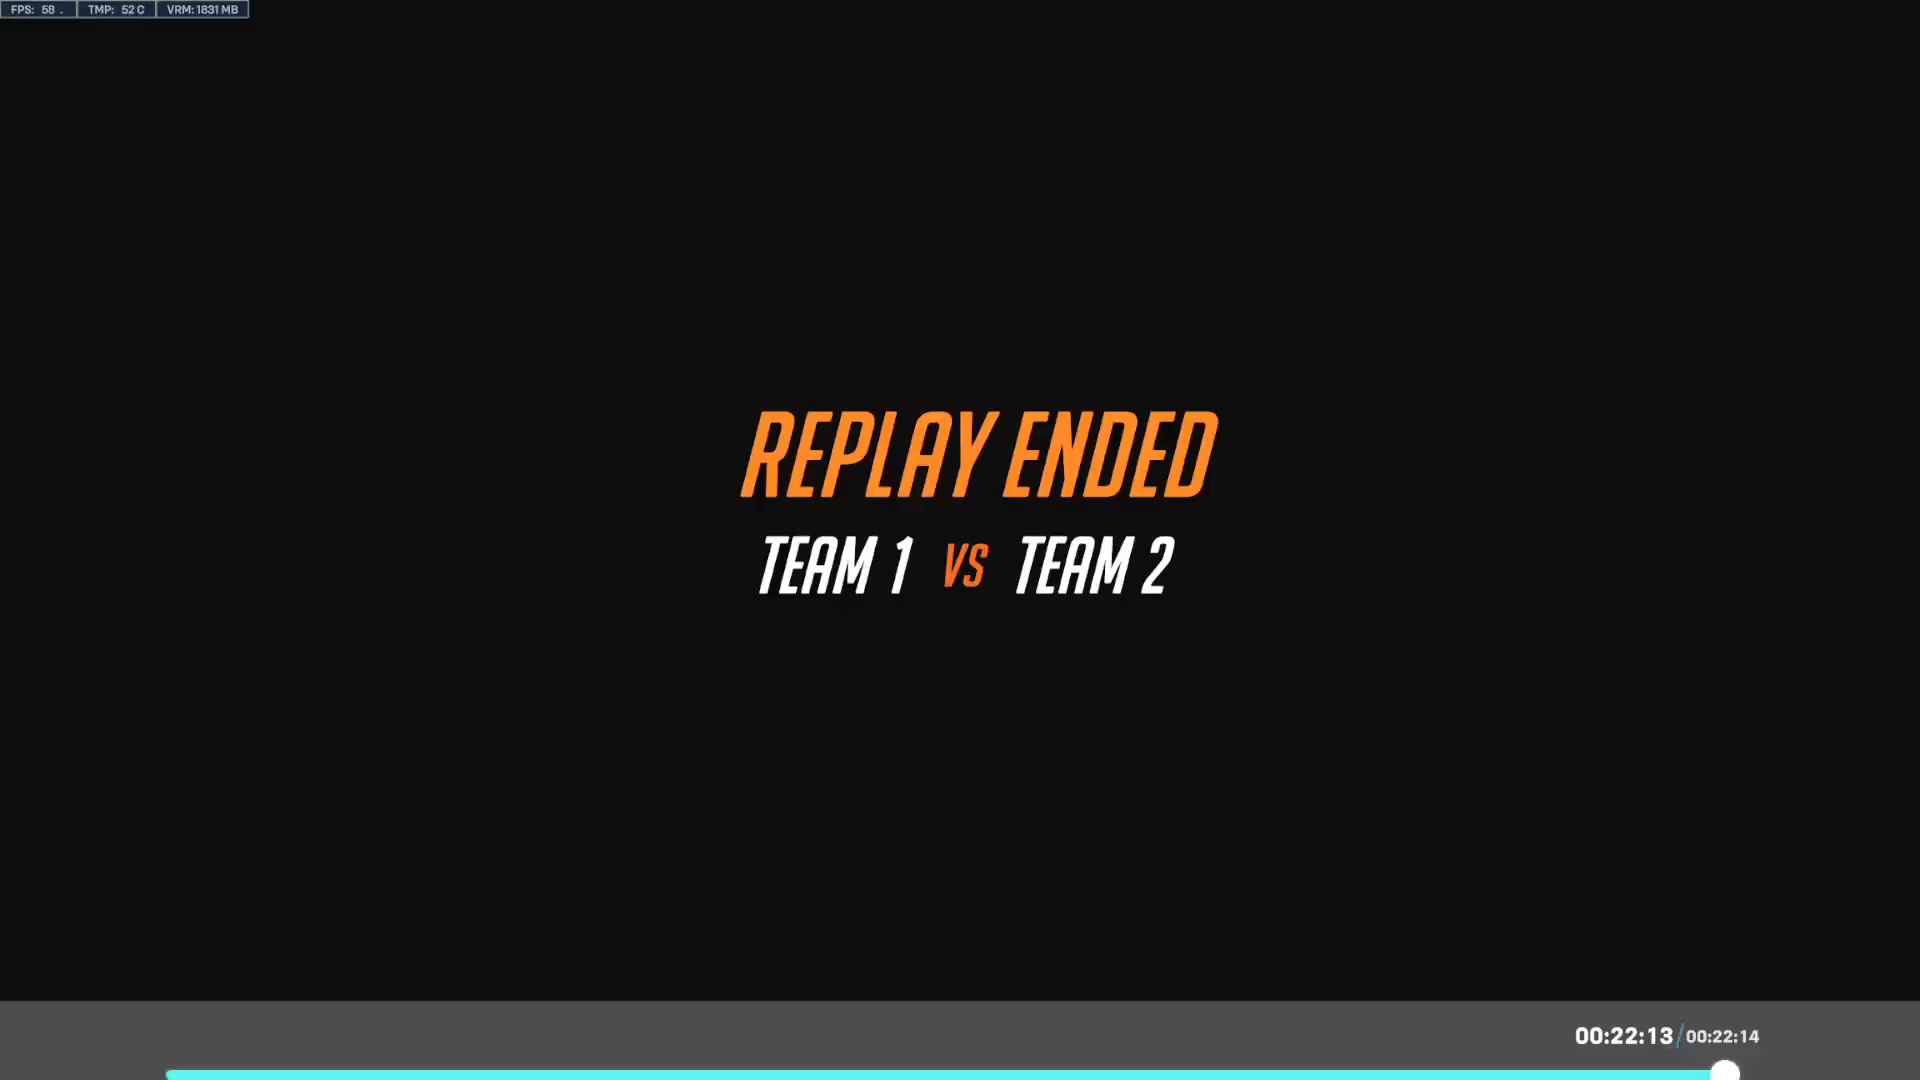 FPS: 58 . TMP: 52 C VRM: 1831 MB
REPLAY ENDED
TEAM 1 VS TEAM 2
00:22:13/00:22:14